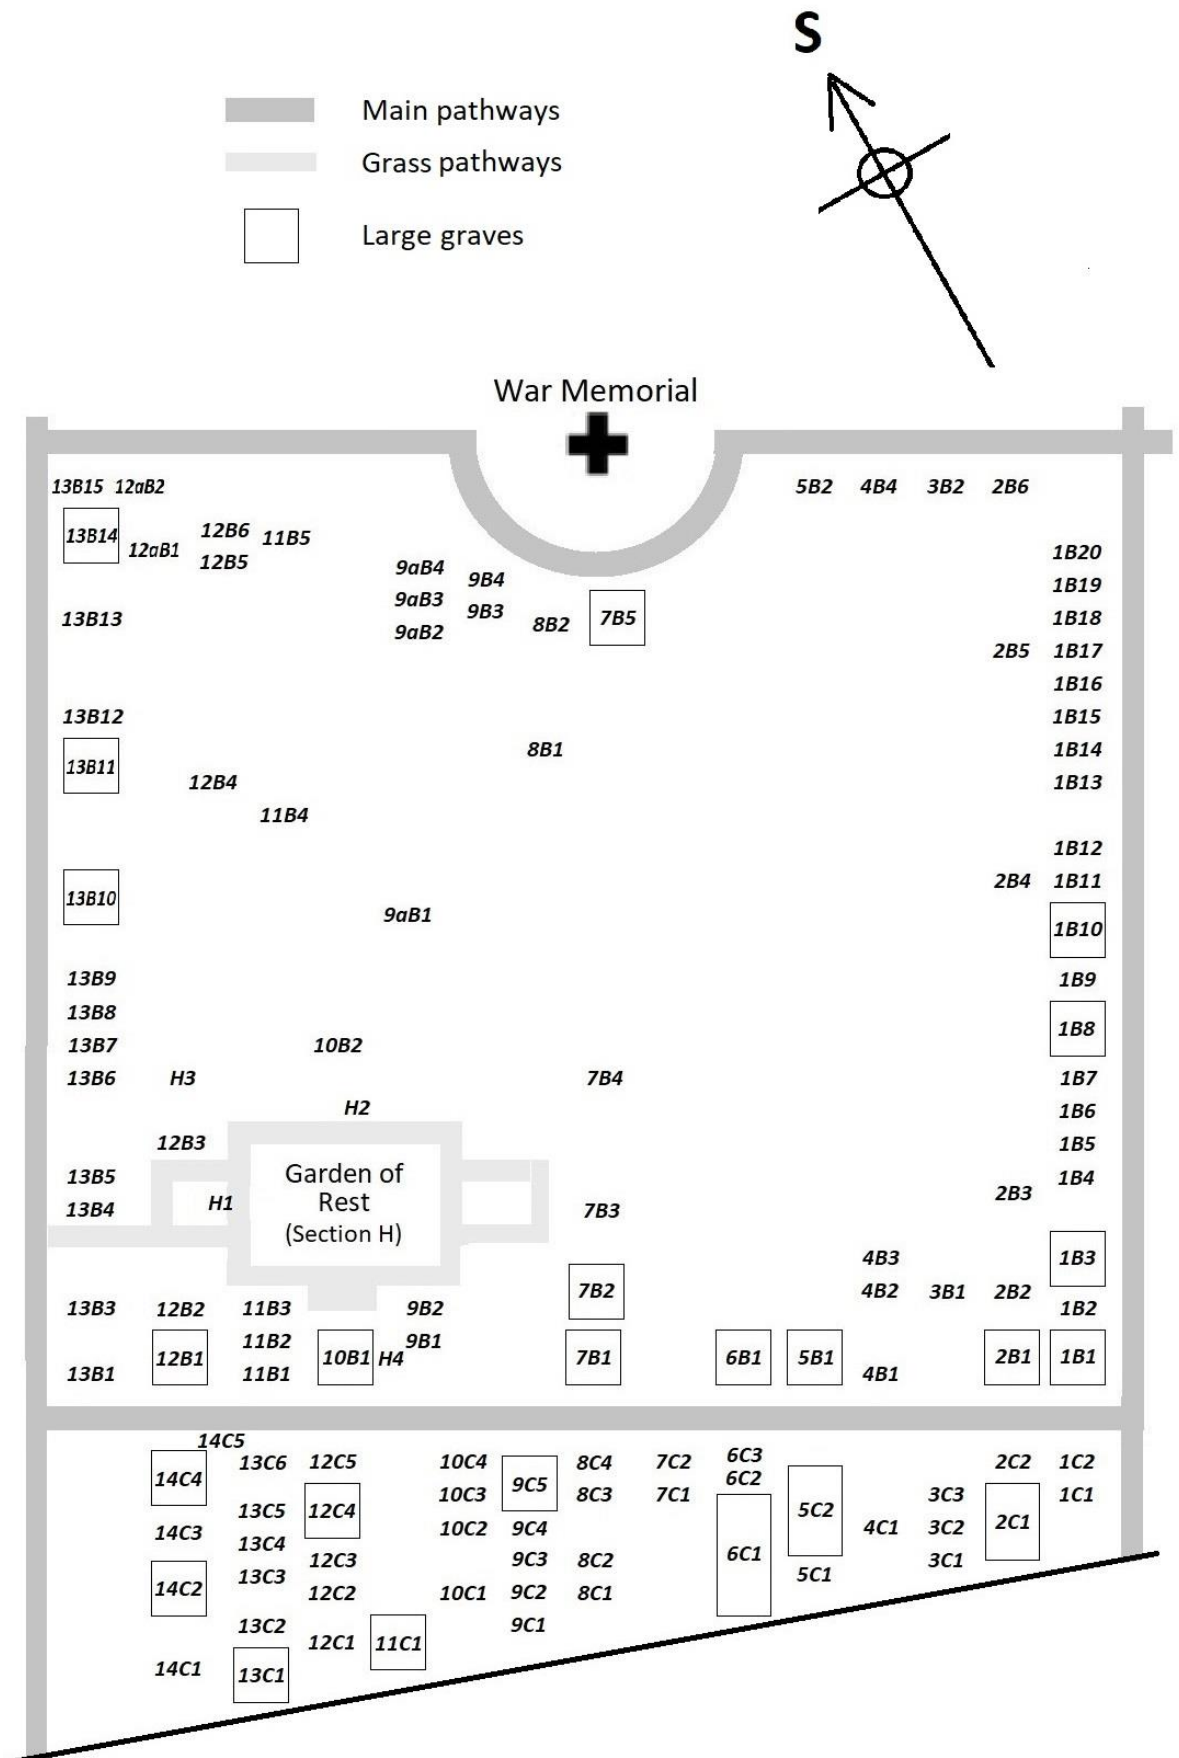 S
Main pathways
Grass pathways
Large graves
War Memorial
13B15 12aB2 5B2 4B4 3B2 2B6
13B14 12aB1 12B6 11B5
12B5
1B20
9aB4 9B4
9aB3 9B3
9aB2 8B2 7B5
1B19
13B13 1B18
2B5 1B17
1B16
13B12 1B15
8B1 1B14
13B11
12B4 1B13
11B4
1B12
2B4 1B11
13B10
9aB1 1B10
13B9 1B9
13B8 1B8
13B7 10B2
13B6 H3 7B4 1B7
H2 1B6
12B3 1B5
13B5 Garden of 1B4
Rest 2B3
13B4 H1 7B3
(Section H)
4B3 1B3
7B2 4B2 3B1 2B2
13B3 12B2 11B3 9B2 1B2
11B2 9B1
12B1 10B1 H4 7B1 6B1 5B1 2B1 1B1
13B1 11B1 4B1
14C5
14C4 13C6 12C5 10C4 9C5 8C4 7C2 6C3 2C2 1C2
6C2
13C5 12C4 10C3 8C3 7C1 5C2 3C3 2C1 1C1
14C3 13C4 10C2 9C4 4C1 3C2
12C3 9C3 8C2 6C1 3C1
14C2 13C3 12C2 10C1 9C2 8C1 5C1
13C2 12C1 11C1 9C1
14C1 13C1